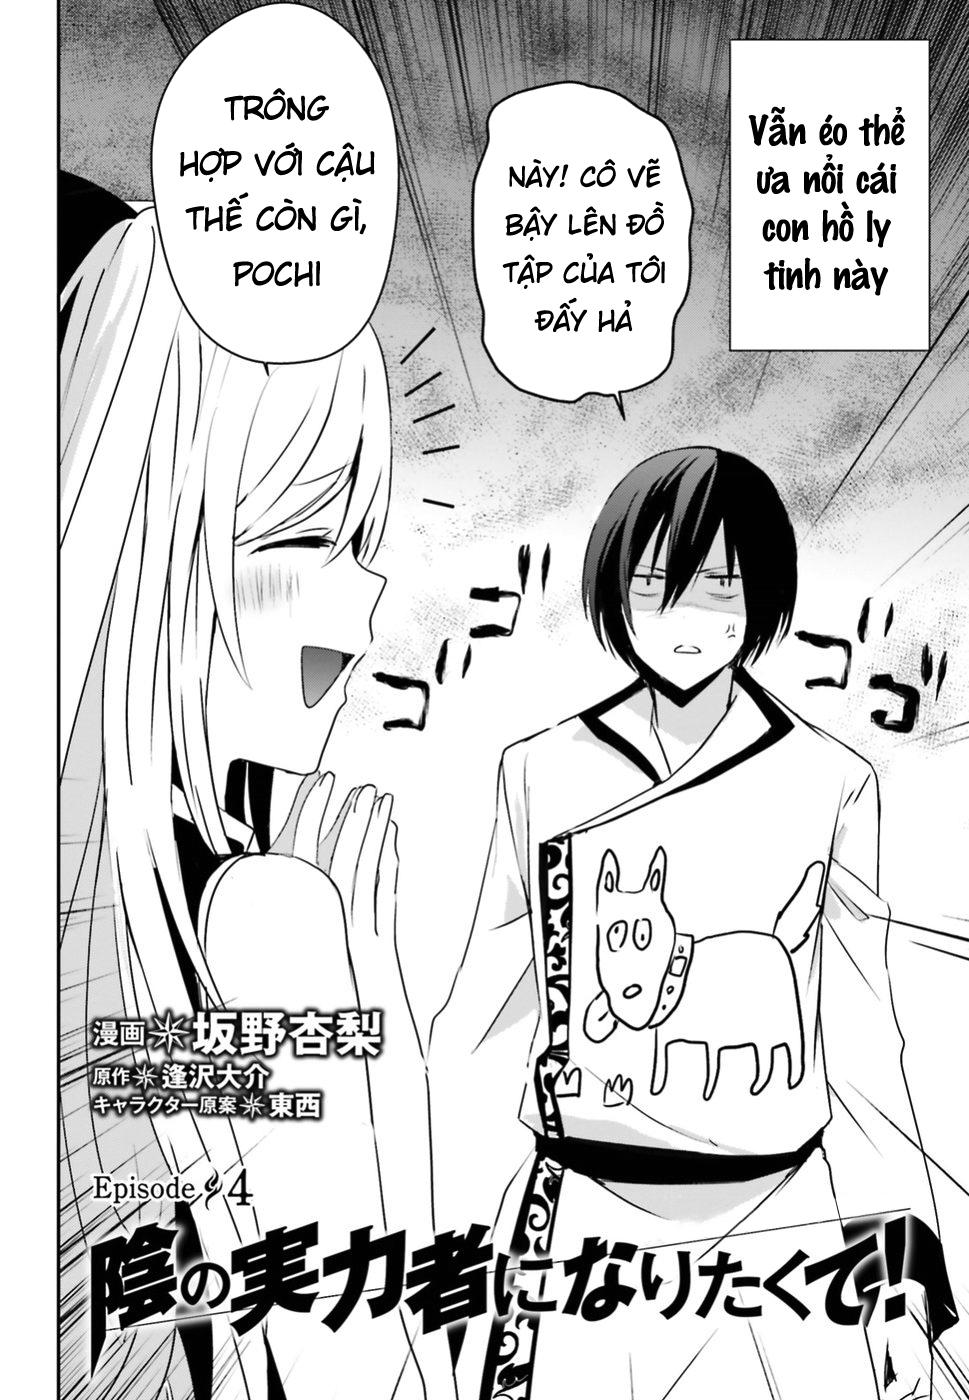 Vẫn éo thể
ưa nổi cái
con hồ ly
tinh này
NÀY! CÔ VẼ
BẬY LÊN ĐỒ
TẬP CỦA TÔI
ĐẤY HẢ
TRÔNG
HỢP VỚI CẬU
THẾ CÒN GÌ,
POCHI
ゴゴゴ
漫画 坂野杏梨
原作 逢沢大介
キャラクター原案 東西
Episode 4
陰の実力者になりたくて!